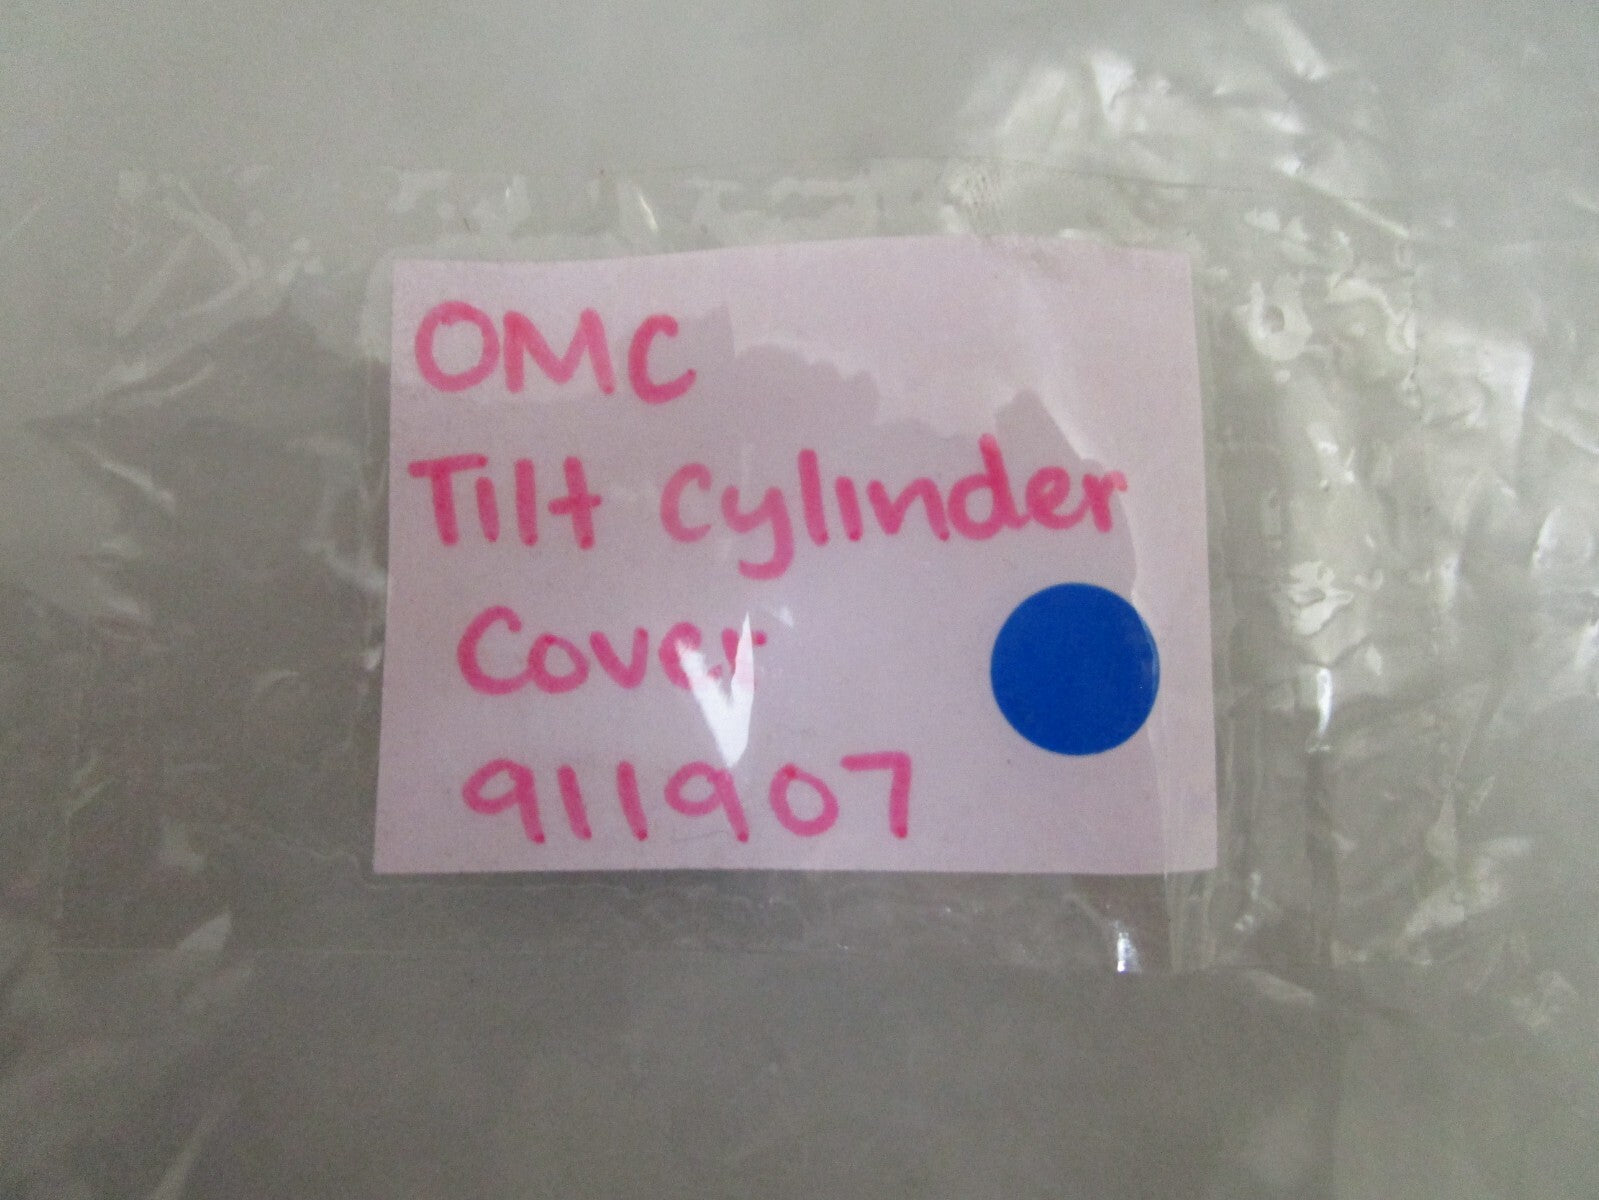 OMC
Tilt Cylinder
Cover
911907